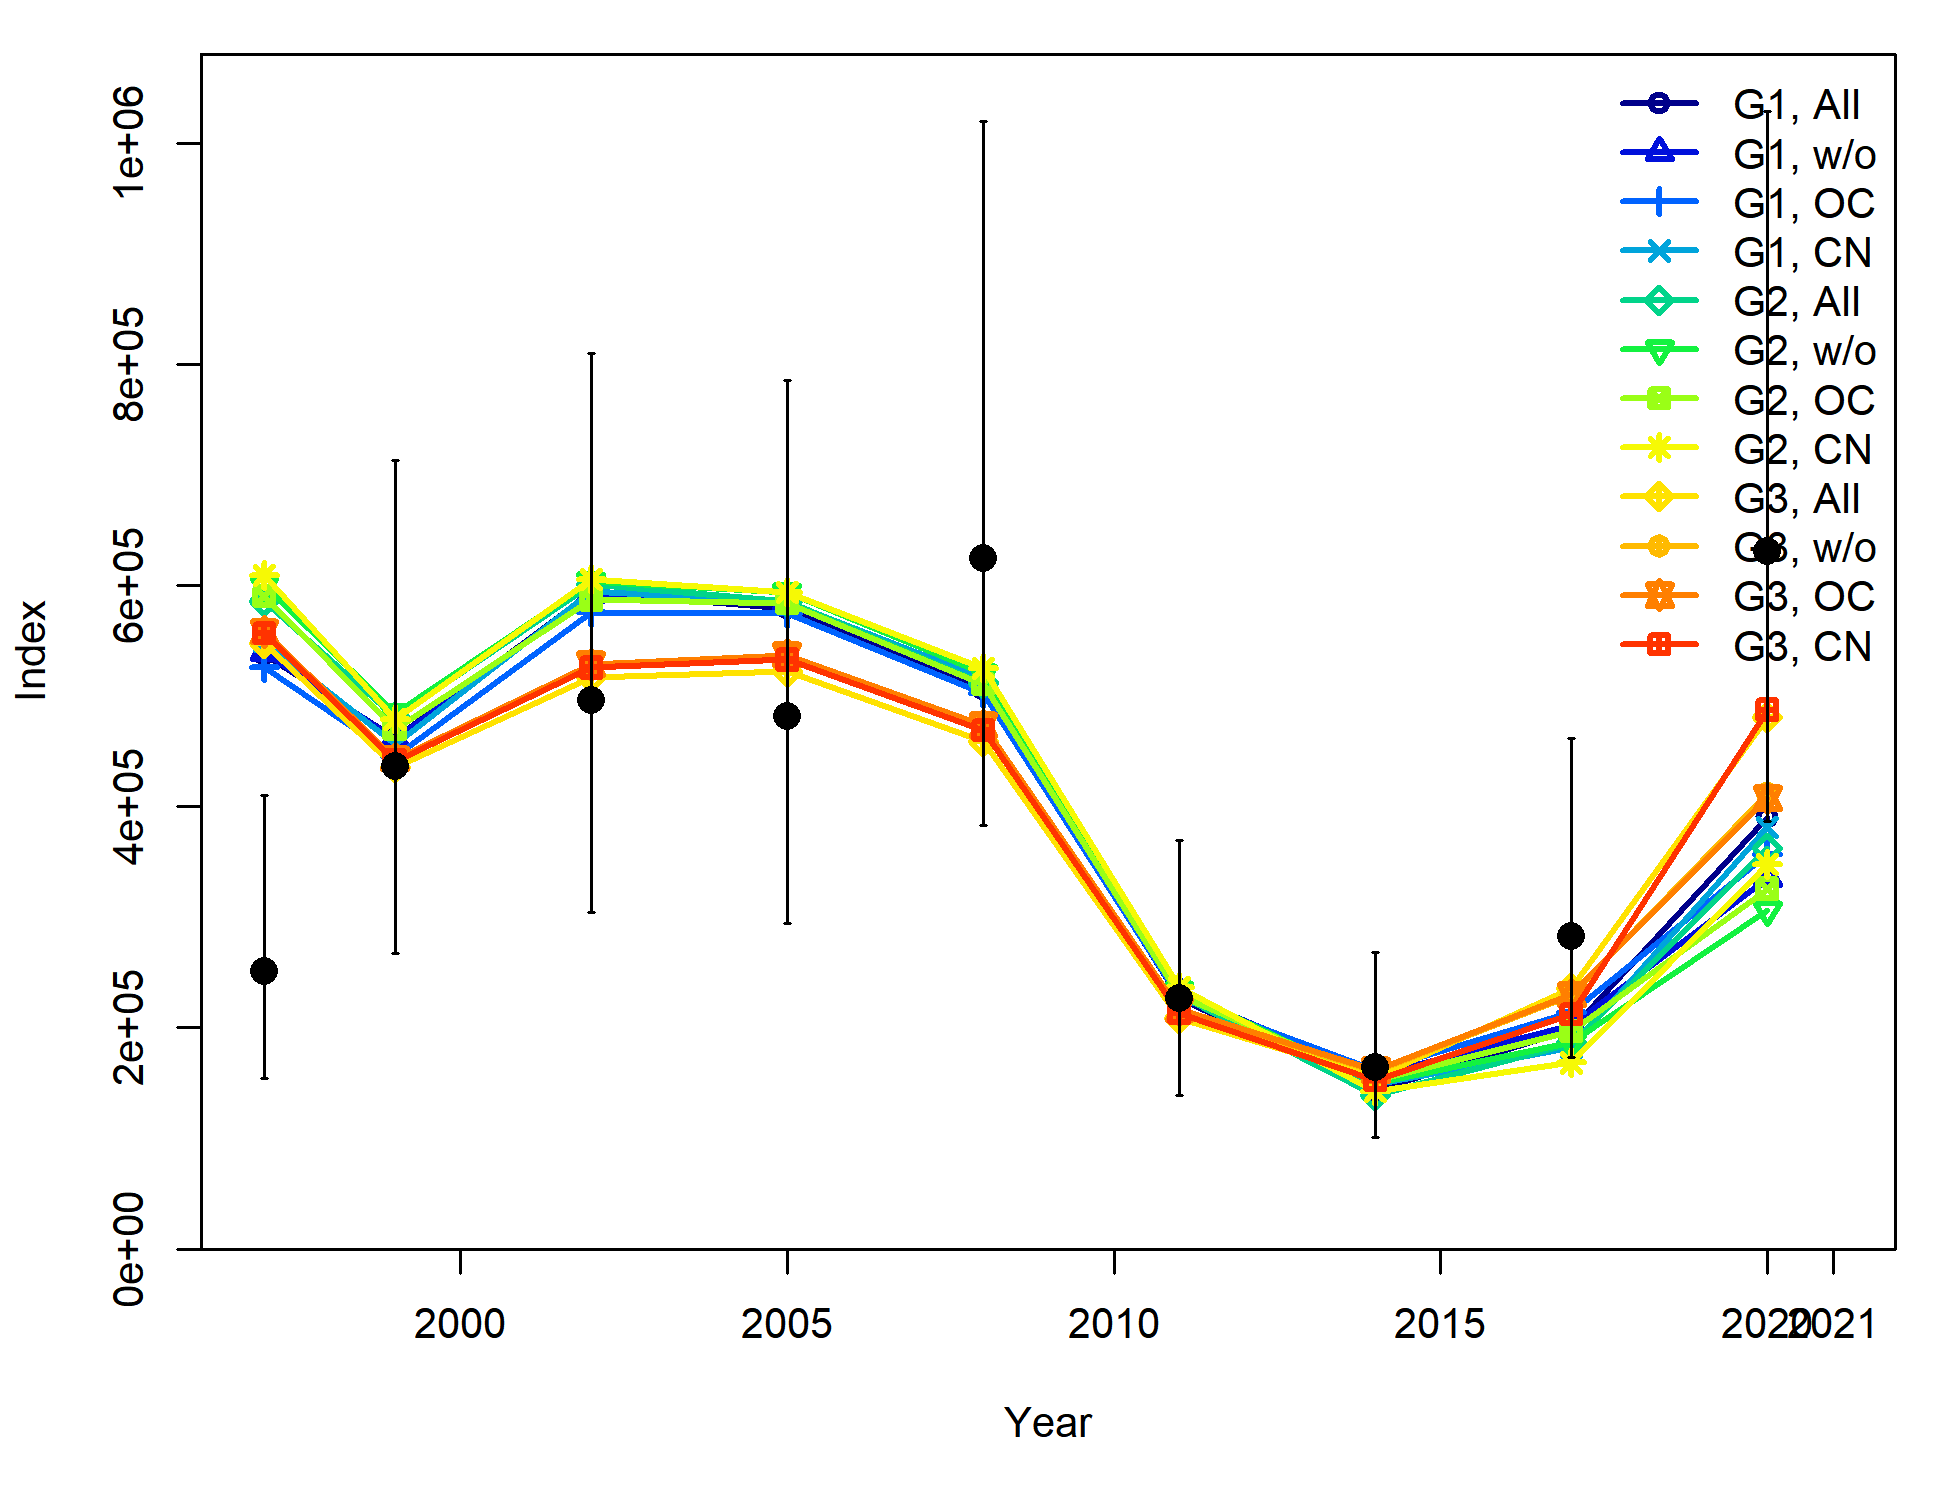 1e+06
8e+05
6e+05
4e+05
2e+05
0e+00
Index
G1, All
G1, w/o
G1, OC
G1, CN
G2, All
G2, w/o
G2, OC
G2, CN
G3, All
G3, w/o
G3, OC
G3, CN
2000
2005
2010
2015
2020
2021
Year